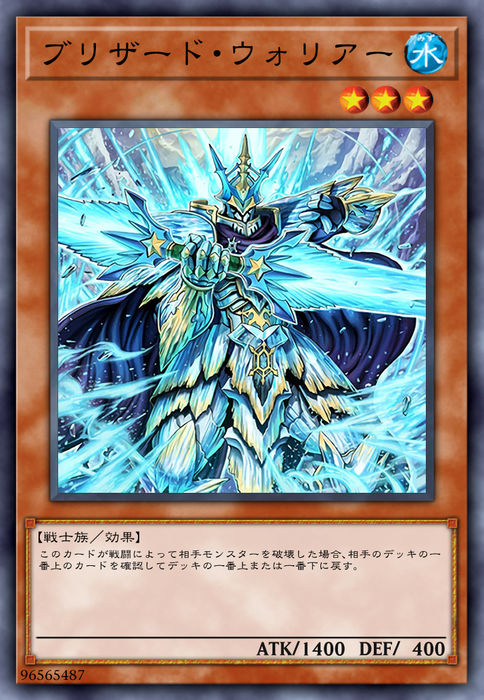 ブリザード・ウォリアー
みず
水
【戦士族／効果】
このカードが戦闘によって相手モンスターを破壊した場合、相手のデッキの一
番上のカードを確認してデッキの一番上または一番下に戻す。
ATK/1400 DEF/ 400
96565487